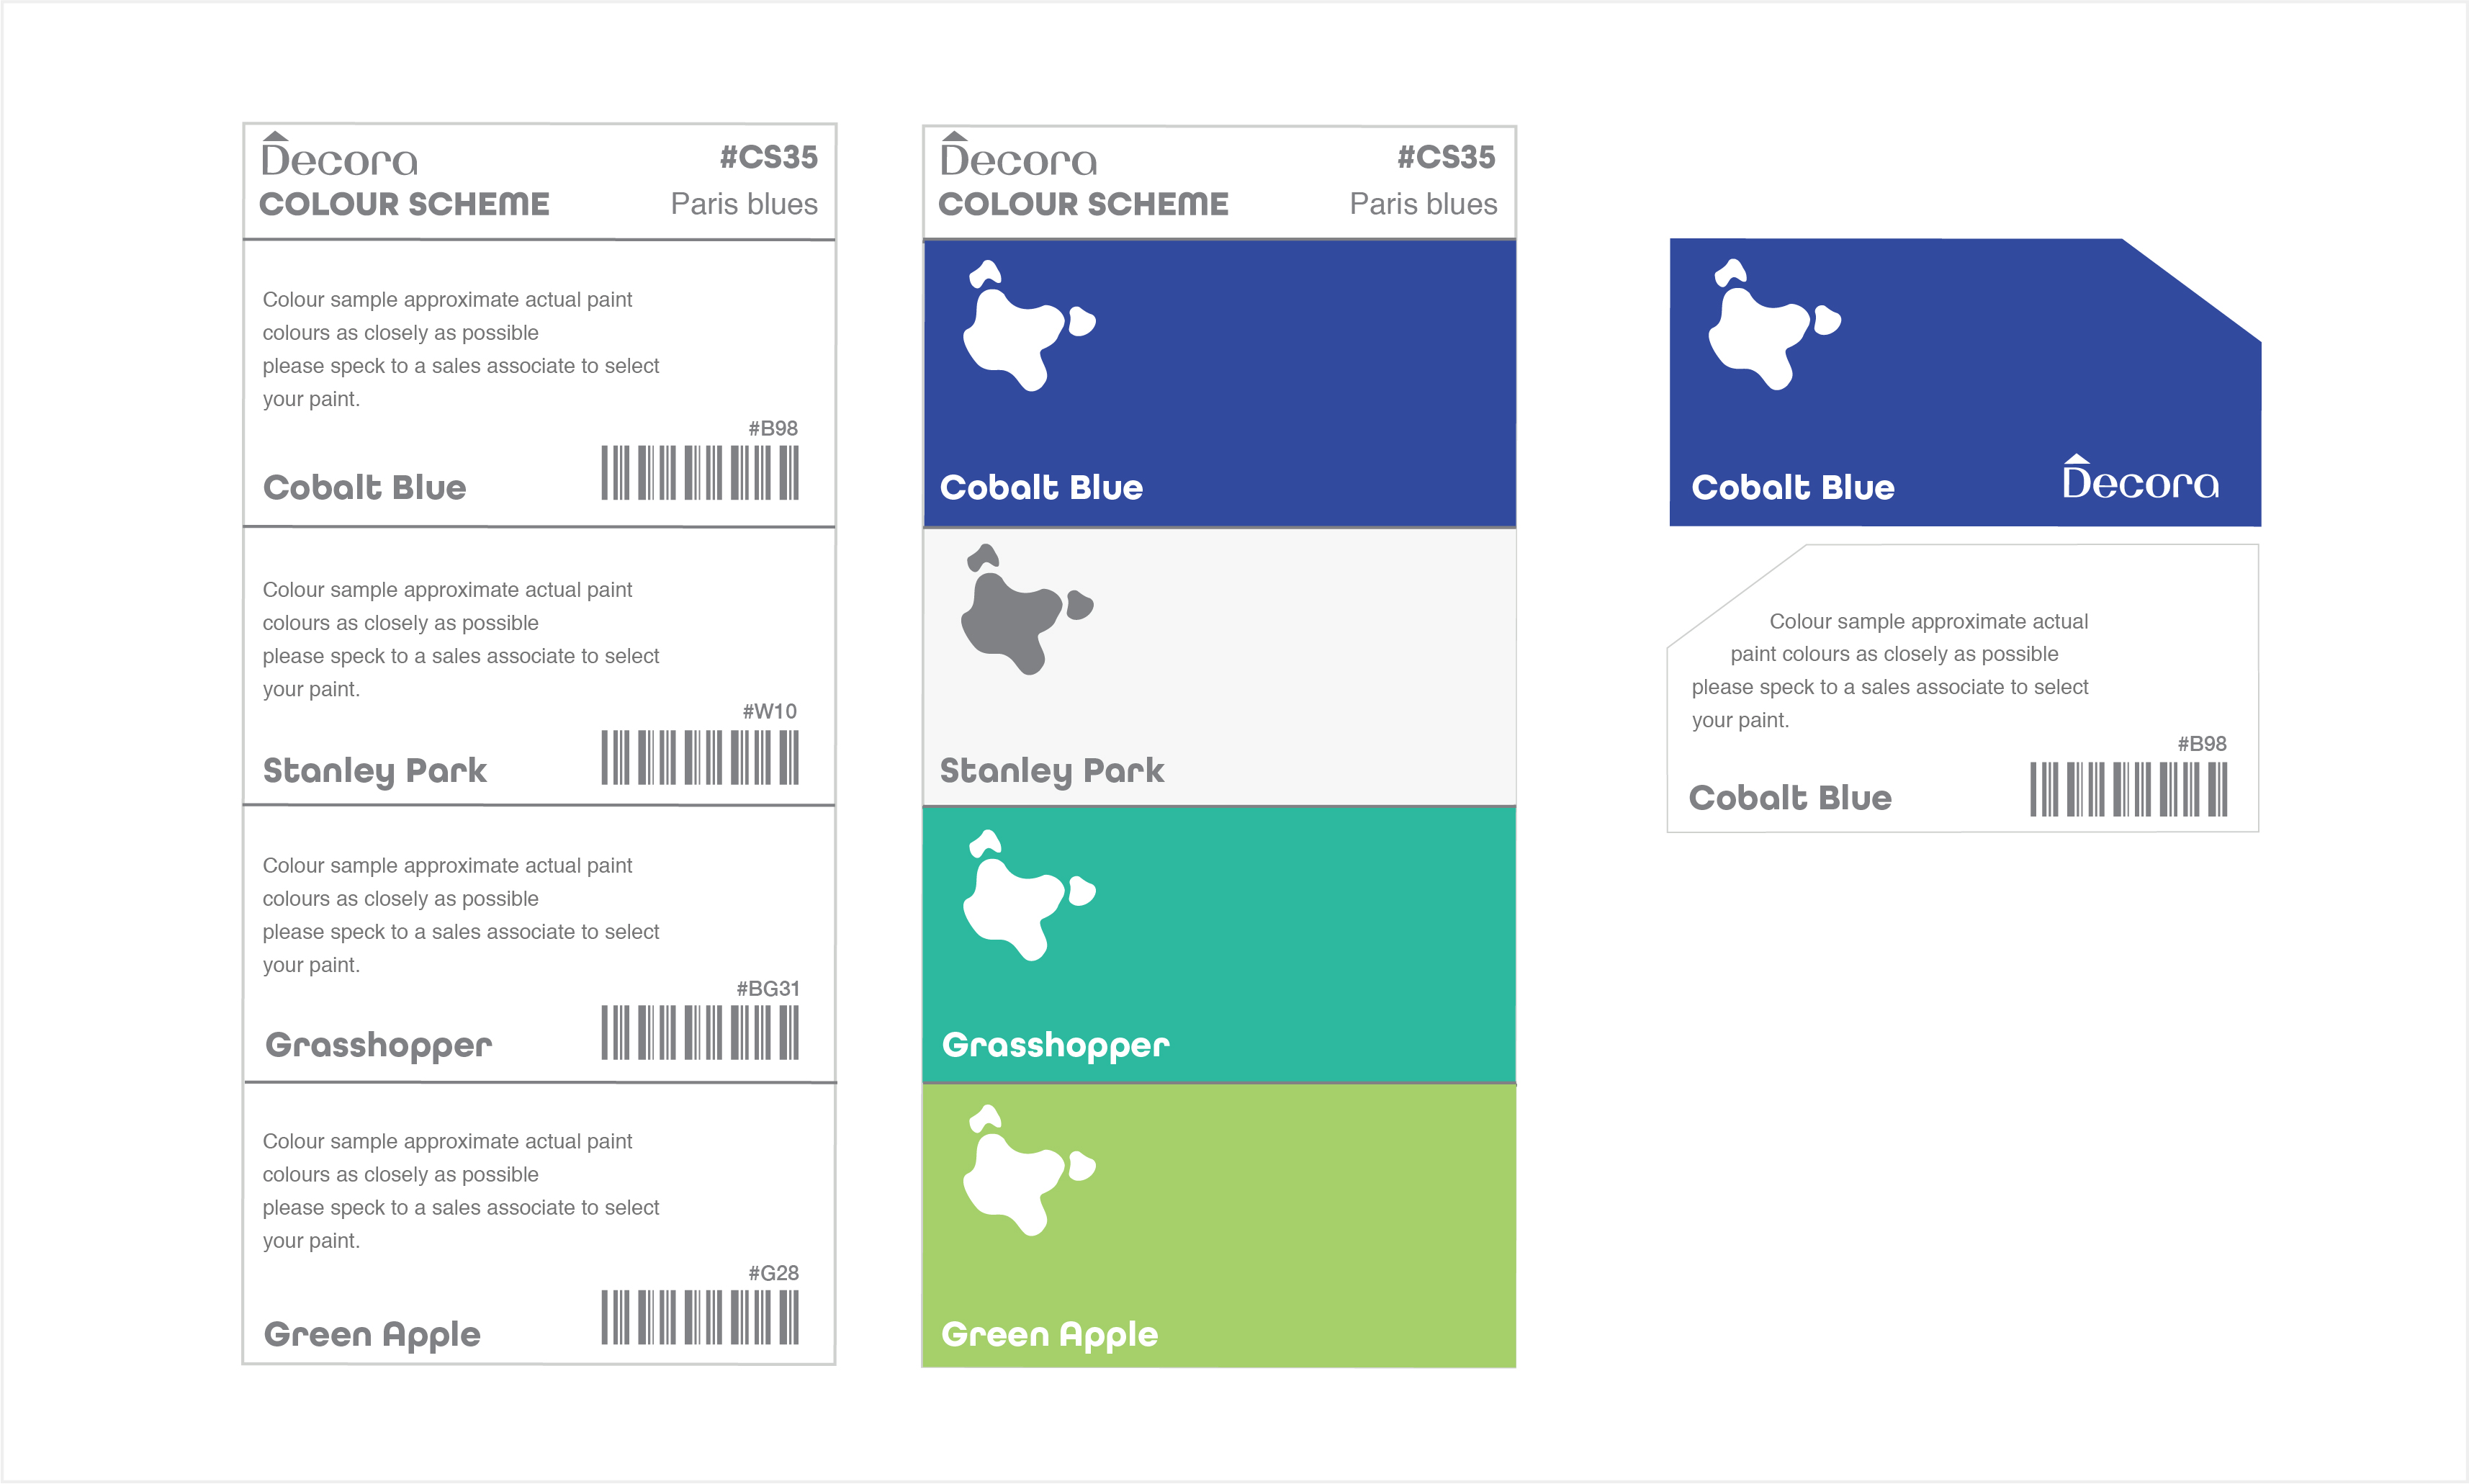 Decora
COLOUR SCHEME
#CS35
Paris blues
Colour sample approximate actual paint
colours as closely as possible
please speck to a sales associate to select
your paint.
#B98
Cobalt Blue
Colour sample approximate actual paint
colours as closely as possible
please speck to a sales associate to select
your paint.
#W10
Stanley Park
Colour sample approximate actual paint
colours as closely as possible
please speck to a sales associate to select
your paint.
#BG31
Grasshopper
Colour sample approximate actual paint
colours as closely as possible
please speck to a sales associate to select
your paint.
#G28
Green Apple
Decora
COLOUR SCHEME
#CS35
Paris blues
Cobalt Blue
Stanley Park
Grasshopper
Green Apple
Cobalt Blue
Decora
Colour sample approximate actual
paint colours as closely as possible
please speck to a sales associate to select
your paint.
#B98
Cobalt Blue